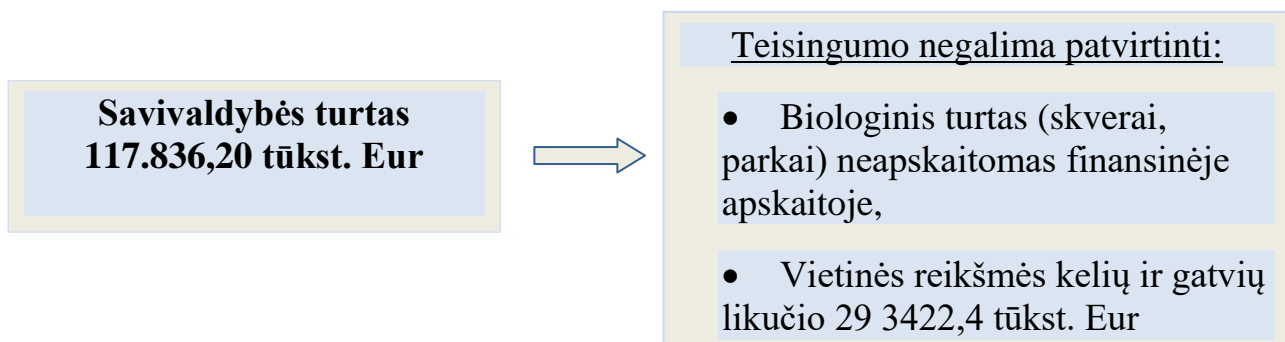 Savivaldybės turtas
117.836,20 tūkst. Eur
Teisingumo negalima patvirtinti:
• Biologinis turtas (skverai,
parkai) neapskaitomas finansinėje
apskaitoje,
• Vietinės reikšmės kelių ir gatvių
likučio 29 3422,4 tūkst. Eur